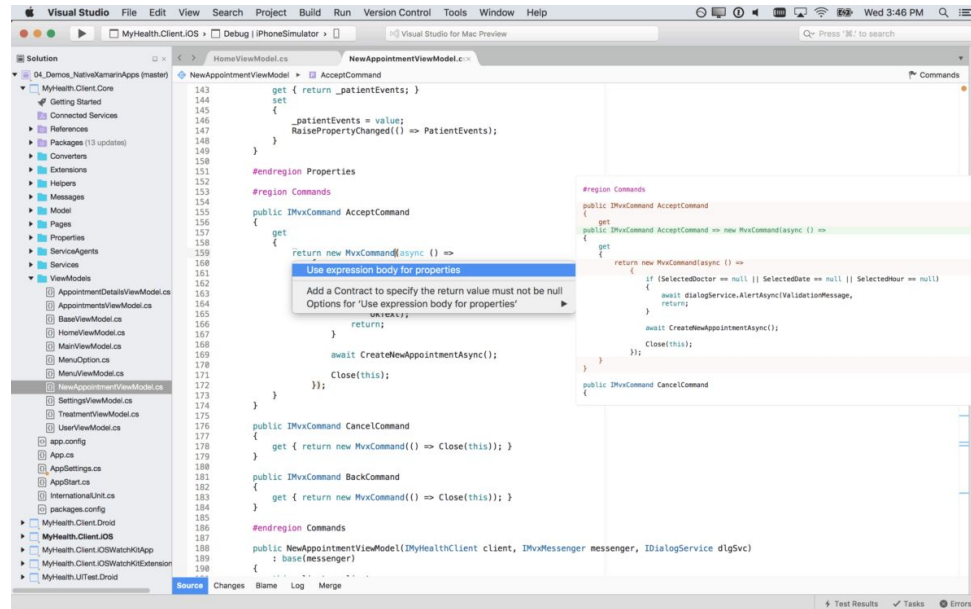 Visual Studio File Edit View Search Project Build Run Version Control Tools Window Help Wed 3:46 PM
MyHealth.Client.iOS › Debug | iPhoneSimulator ›
Visual Studio for Mac Preview
Press '⌘.' to search
Solution
04_Demos_NativeXamarinApps (master)
MyHealth.Client.Core
Getting Started
Connected Services
References
Packages (13 updates)
Converters
Extensions
Helpers
Messages
Model
Pages
Properties
ServiceAgents
Services
ViewModels
AppointmentDetailsViewModel.cs
AppointmentsViewModel.cs
BaseViewModel.cs
HomeViewModel.cs
MainViewModel.cs
MenuOption.cs
MenuViewModel.cs
NewAppointmentViewModel.cs
SettingsViewModel.cs
TreatmentViewModel.cs
UserViewModel.cs
app.config
App.cs
AppSettings.cs
AppStart.cs
InternationalUnit.cs
packages.config
MyHealth.Client.Droid
MyHealth.Client.iOS
MyHealth.Client.iOSWatchKitApp
MyHealth.Client.iOSWatchKitExtension
MyHealth.UITest.Droid
HomeViewModel.cs
NewAppointmentViewModel.c
NewAppointmentViewModel ▸ AcceptCommand
Commands
143 get { return _patientEvents; }
144 set
145 {
146 _patientEvents = value;
147 RaisePropertyChanged(() => PatientEvents);
148 }
149 }
150
151 #endregion Properties
152
153 #region Commands
154
155 public IMvxCommand AcceptCommand
156 {
157 get
158 {
159 return new MvxCommand(async () =>
160
161
162
163
164
165 OkText);
166 return;
167 }
168
169 await CreateNewAppointmentAsync();
170
171 Close(this);
172 });
173 }
174 }
175
176 public IMvxCommand CancelCommand
177 {
178 get { return new MvxCommand(() => Close(this)); }
179 }
180
181 public IMvxCommand BackCommand
182 {
183 get { return new MvxCommand(() => Close(this)); }
184 }
185
186 #endregion Commands
187
188 public NewAppointmentViewModel(IMyHealthClient client, IMvxMessenger messenger, IDialogService dlgSvc)
189 : base(messenger)
190 {
Use expression body for properties
Add a Contract to specify the return value must not be null
Options for 'Use expression body for properties'
#region Commands
public IMvxCommand AcceptCommand
{
get
public IMvxCommand AcceptCommand => new MvxCommand(async () =>
{
get
{
return new MvxCommand(async () =>
{
if (SelectedDoctor == null || SelectedDate == null || SelectedHour == null)
{
await dialogService.AlertAsync(ValidationMessage,
return;
}
await CreateNewAppointmentAsync();
Close(this);
});
}
}
public IMvxCommand CancelCommand
{
Source Changes Blame Log Merge
Test Results Tasks Errors